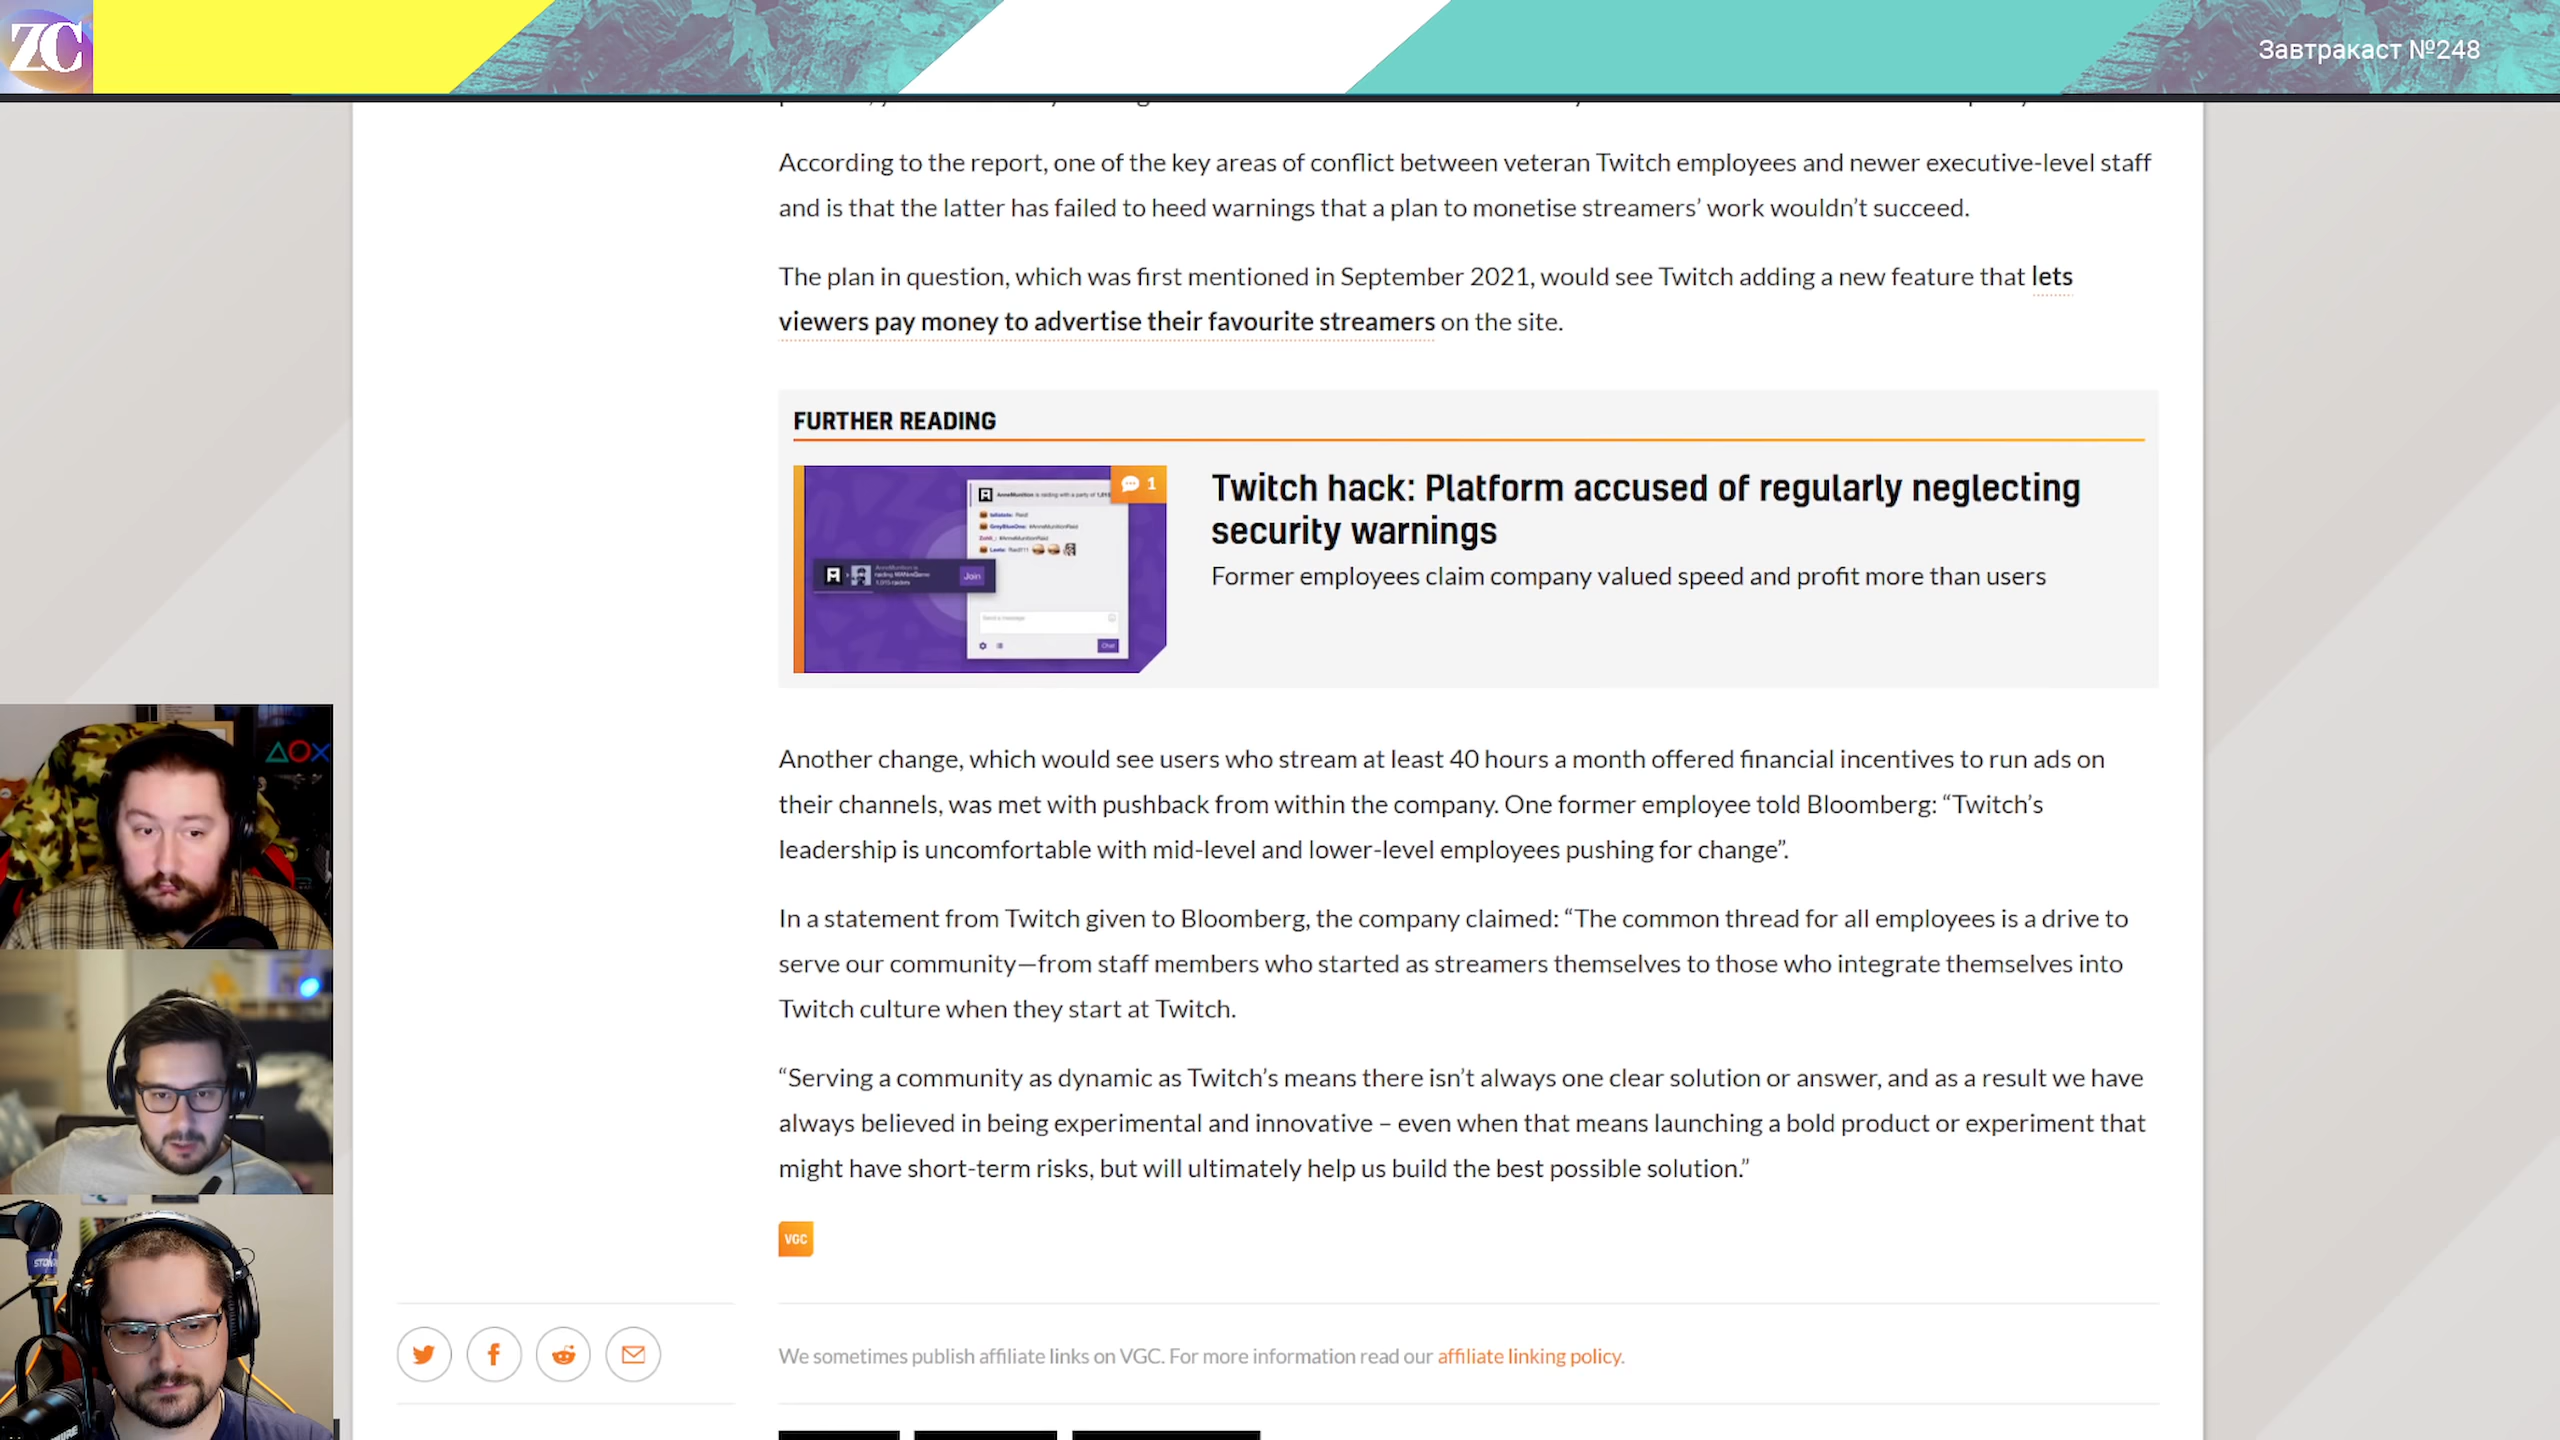 ZC
Завтракаст №248
According to the report, one of the key areas of conflict between veteran Twitch employees and newer executive-level staff
and is that the latter has failed to heed warnings that a plan to monetise streamers’ work wouldn’t succeed.
The plan in question, which was first mentioned in September 2021, would see Twitch adding a new feature that lets
viewers pay money to advertise their favourite streamers on the site.
FURTHER READING
1
Join
Send a message
Chat
Twitch hack: Platform accused of regularly neglecting
security warnings
Former employees claim company valued speed and profit more than users
Another change, which would see users who stream at least 40 hours a month offered financial incentives to run ads on
their channels, was met with pushback from within the company. One former employee told Bloomberg: “Twitch’s
leadership is uncomfortable with mid-level and lower-level employees pushing for change”.
In a statement from Twitch given to Bloomberg, the company claimed: “The common thread for all employees is a drive to
serve our community—from staff members who started as streamers themselves to those who integrate themselves into
Twitch culture when they start at Twitch.
“Serving a community as dynamic as Twitch’s means there isn’t always one clear solution or answer, and as a result we have
always believed in being experimental and innovative – even when that means launching a bold product or experiment that
might have short-term risks, but will ultimately help us build the best possible solution.”
VGC
We sometimes publish affiliate links on VGC. For more information read our affiliate linking policy.